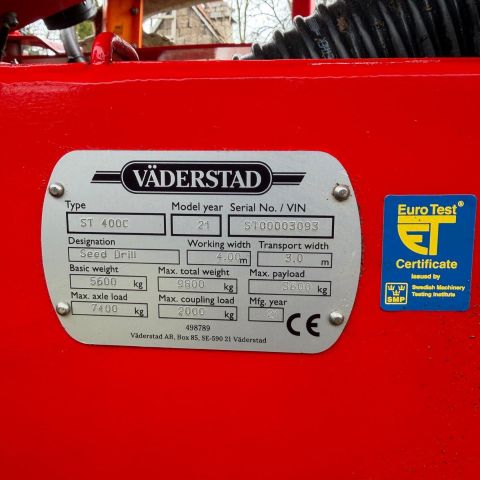 VÄDERSTAD
Type Model year Serial No. / VIN
ST 400C 21 ST00003093
Designation Working width Transport width
Seed Drill 4.00 m 3.0 m
Basic weight Max. total weight Max. payload
5600 kg 9800 kg 3600 kg
Max. axle load Max. coupling load Mfg. year
7400 kg 2000 kg 21
498789
CE
Väderstad AB, Box 85, SE-590 21 Väderstad
Euro Test®
ET
Certificate
Issued by
Swedish Machinery
Testing Institute
SMP